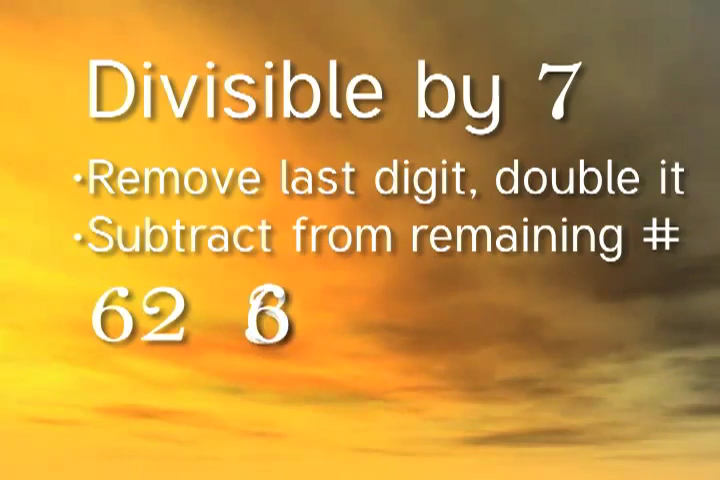 Divisible by 7
·Remove last digit, double it
·Subtract from remaining #
62